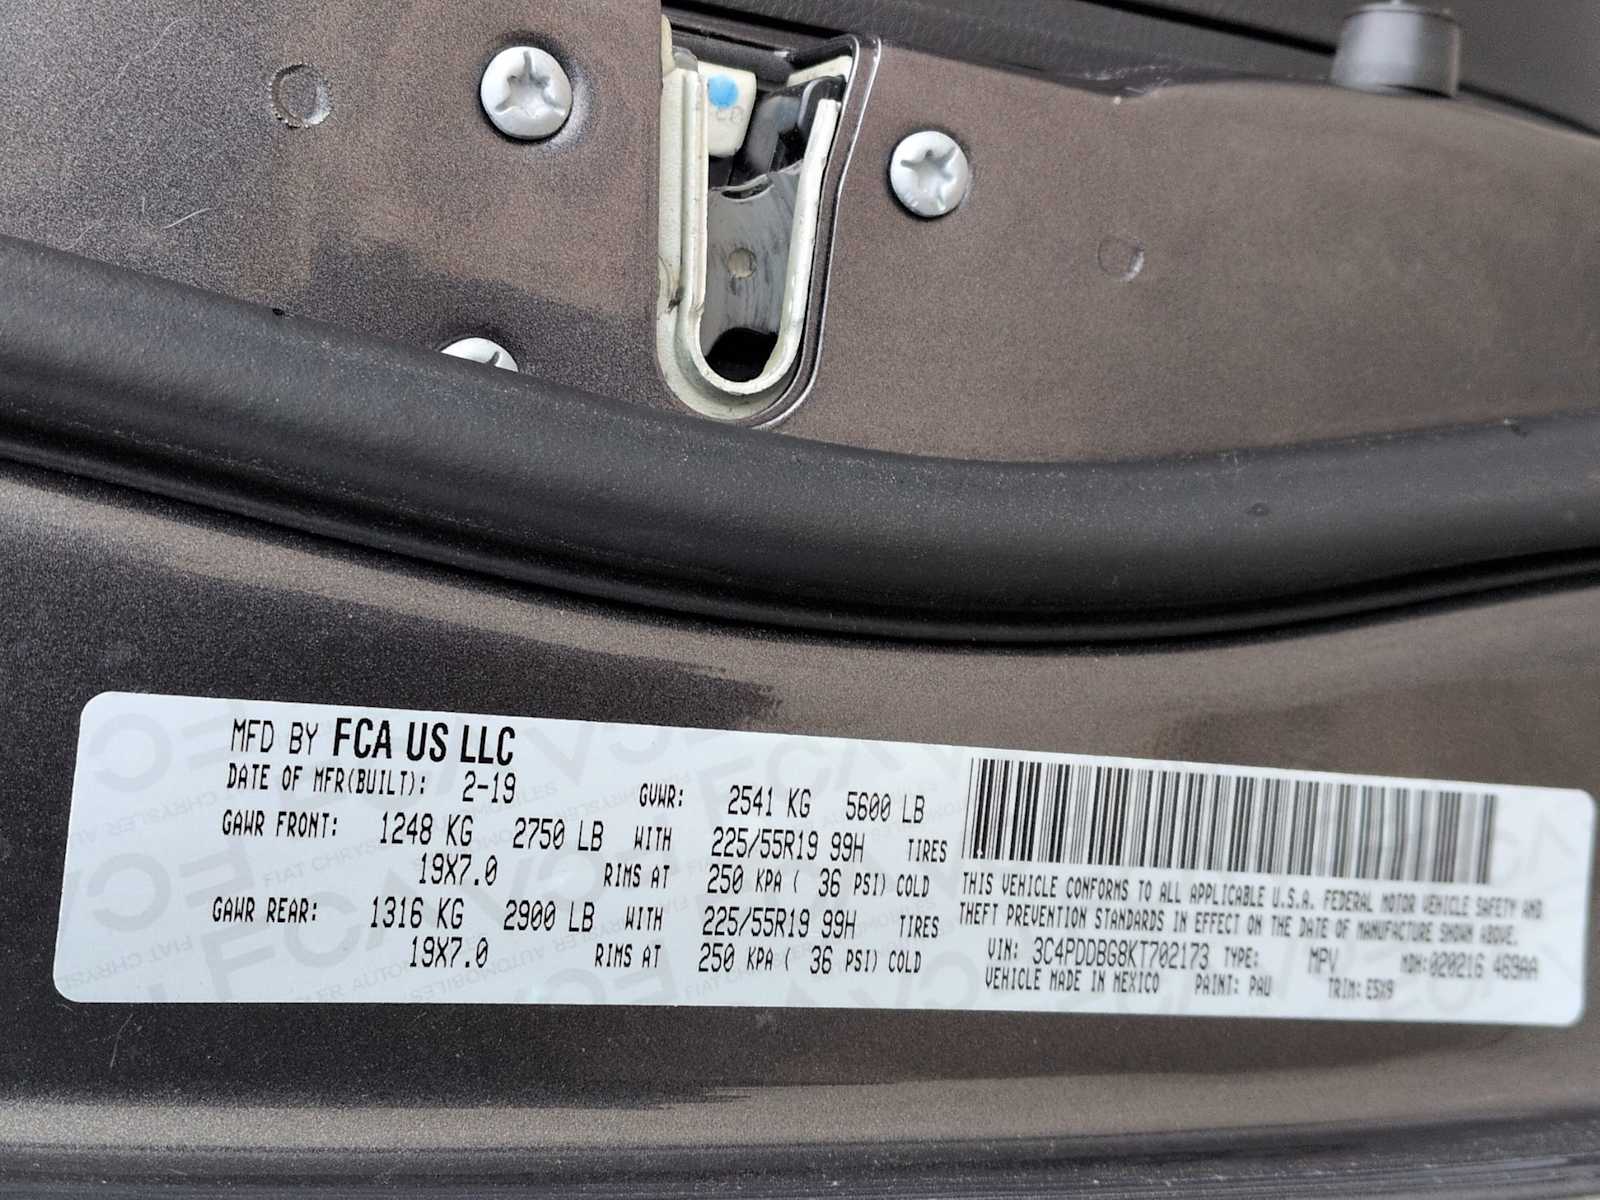 MFD BY FCA US LLC
DATE OF MFR(BUILT): 2-19 GVWR: 2541 KG 5600 LB
GAWR FRONT: 1248 KG 2750 LB WITH 225/55R19 99H TIRES
19X7.0 RIMS AT 250 KPA ( 36 PSI) COLD
GAWR REAR: 1316 KG 2900 LB WITH 225/55R19 99H TIRES
19X7.0 RIMS AT 250 KPA ( 36 PSI) COLD
THIS VEHICLE CONFORMS TO ALL APPLICABLE U.S.A. FEDERAL MOTOR VEHICLE SAFETY AND
THEFT PREVENTION STANDARDS IN EFFECT ON THE DATE OF MANUFACTURE SHOWN ABOVE.
VIN: 3C4PDDBG8KT702173 TYPE: MPV MDH:020216 469AA
VEHICLE MADE IN MEXICO PAINT: PAU TRIM: E5X9